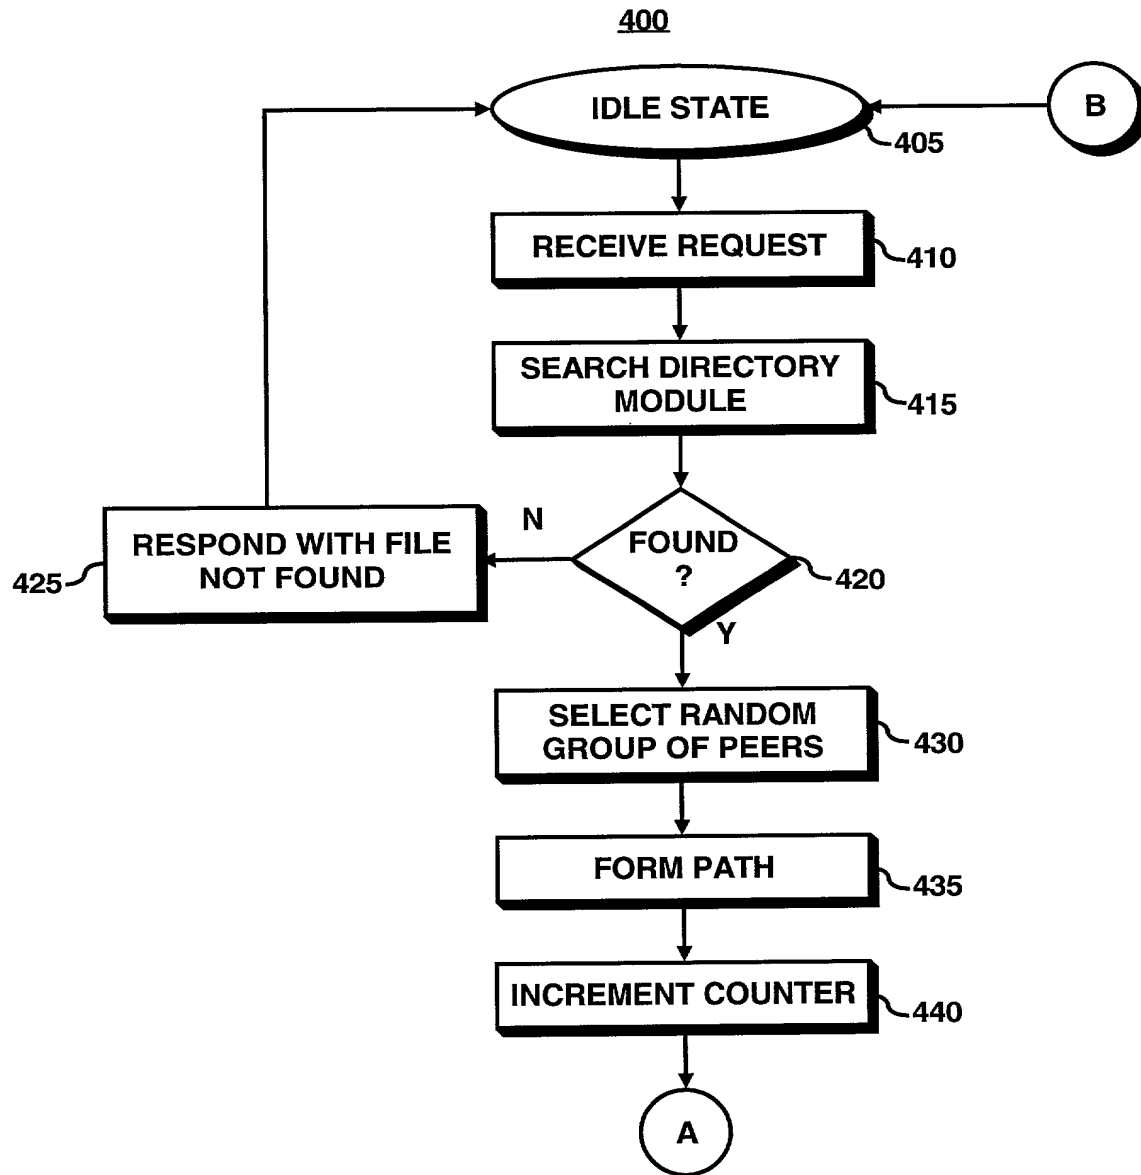 400
IDLE STATE
B
405
RECEIVE REQUEST
410
SEARCH DIRECTORY
MODULE
415
N
FOUND
?
420
RESPOND WITH FILE
NOT FOUND
425
Y
SELECT RANDOM
GROUP OF PEERS
430
FORM PATH
435
INCREMENT COUNTER
440
A